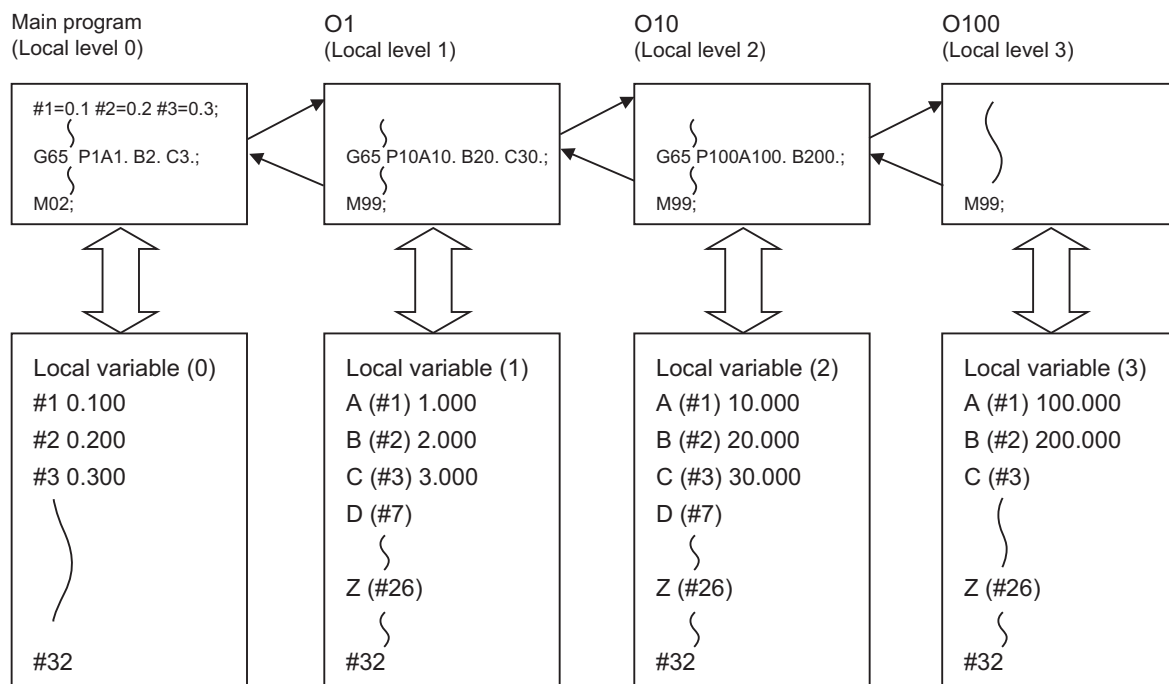 Main program
(Local level 0)
#1=0.1 #2=0.2 #3=0.3;
G65 P1A1. B2. C3.;
M02;
O1
(Local level 1)
G65 P10A10. B20. C30.;
M99;
O10
(Local level 2)
G65 P100A100. B200.;
M99;
O100
(Local level 3)
M99;
Local variable (0)
#1 0.100
#2 0.200
#3 0.300
#32
Local variable (1)
A (#1) 1.000
B (#2) 2.000
C (#3) 3.000
D (#7)
Z (#26)
#32
Local variable (2)
A (#1) 10.000
B (#2) 20.000
C (#3) 30.000
D (#7)
Z (#26)
#32
Local variable (3)
A (#1) 100.000
B (#2) 200.000
C (#3)
Z (#26)
#32